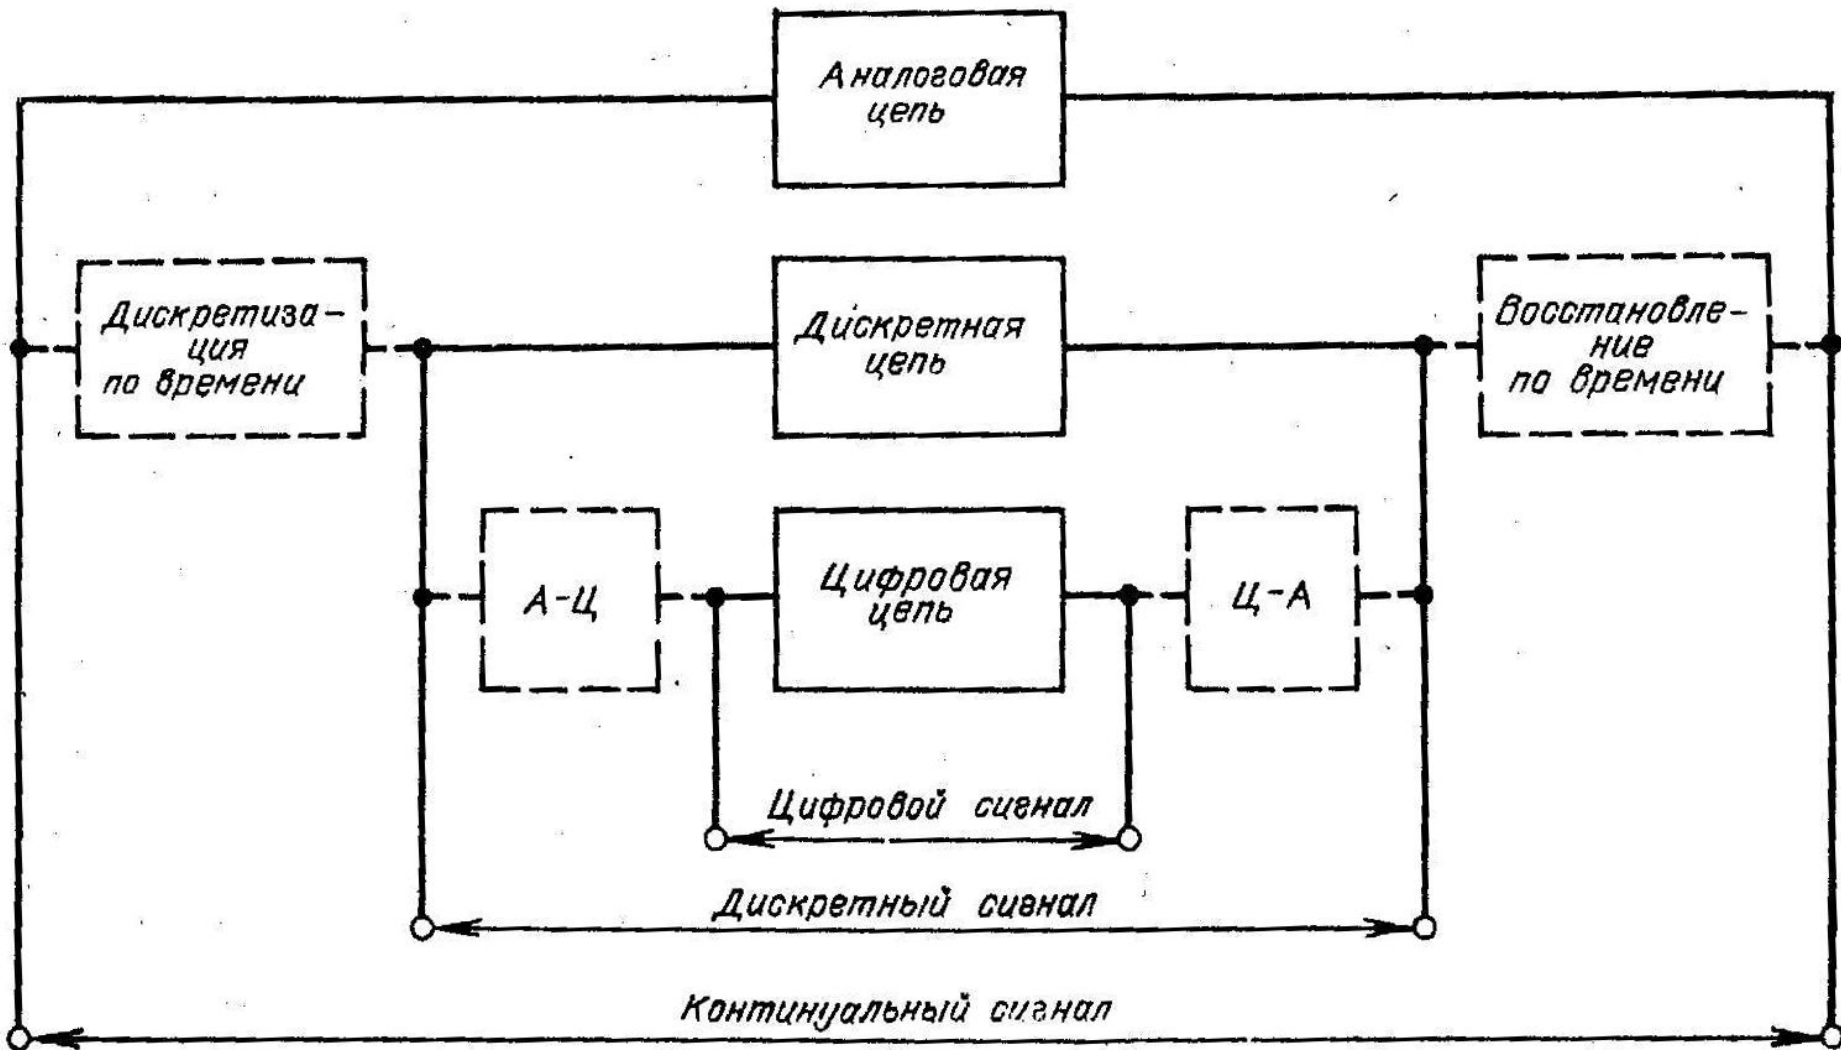 Аналоговая
цепь
Дискретиза-
ция
по времени
Дискретная
цепь
Восстановле-
ние
по времени
А-Ц
Цифровая
цепь
Ц-А
Цифровой сигнал
Дискретный сигнал
Континуальный сигнал